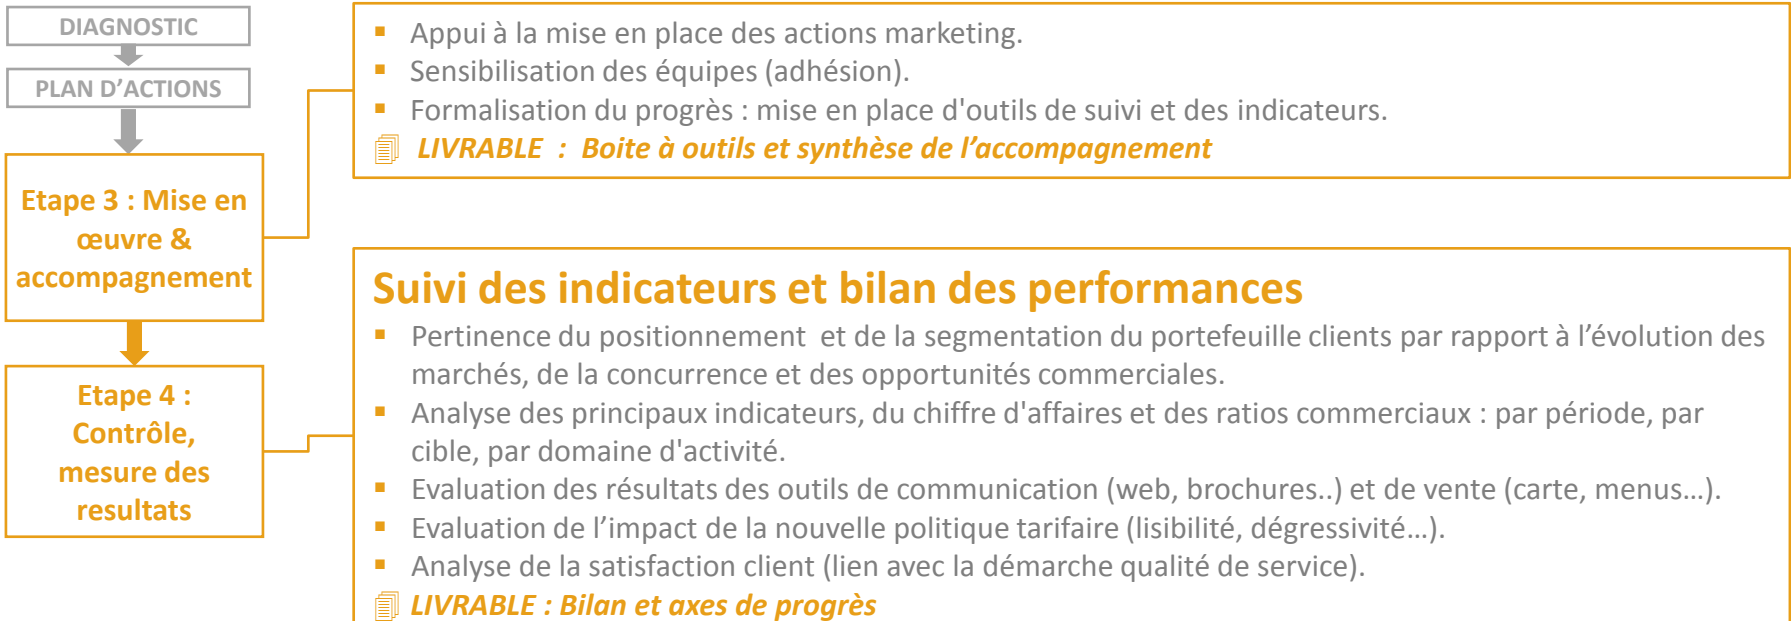 DIAGNOSTIC
PLAN D'ACTIONS
Etape 3 : Mise en
œuvre &
accompagnement
Etape 4 :
Contrôle,
mesure des
resultats
▪ Appui à la mise en place des actions marketing.
▪ Sensibilisation des équipes (adhésion).
▪ Formalisation du progrès : mise en place d'outils de suivi et des indicateurs.
LIVRABLE : Boite à outils et synthèse de l’accompagnement
Suivi des indicateurs et bilan des performances
▪ Pertinence du positionnement et de la segmentation du portefeuille clients par rapport à l’évolution des
marchés, de la concurrence et des opportunités commerciales.
▪ Analyse des principaux indicateurs, du chiffre d'affaires et des ratios commerciaux : par période, par
cible, par domaine d'activité.
▪ Evaluation des résultats des outils de communication (web, brochures..) et de vente (carte, menus…).
▪ Evaluation de l’impact de la nouvelle politique tarifaire (lisibilité, dégressivité…).
▪ Analyse de la satisfaction client (lien avec la démarche qualité de service).
LIVRABLE : Bilan et axes de progrès